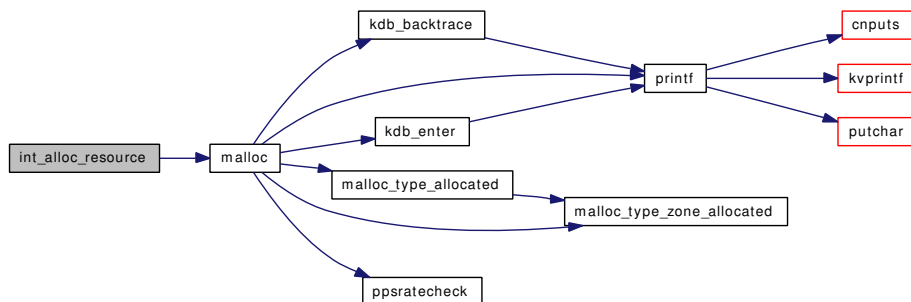 kdb_backtrace
cnputs
printf
kvprintf
kdb_enter
putchar
int_alloc_resource
malloc
malloc_type_allocated
malloc_type_zone_allocated
ppsratecheck